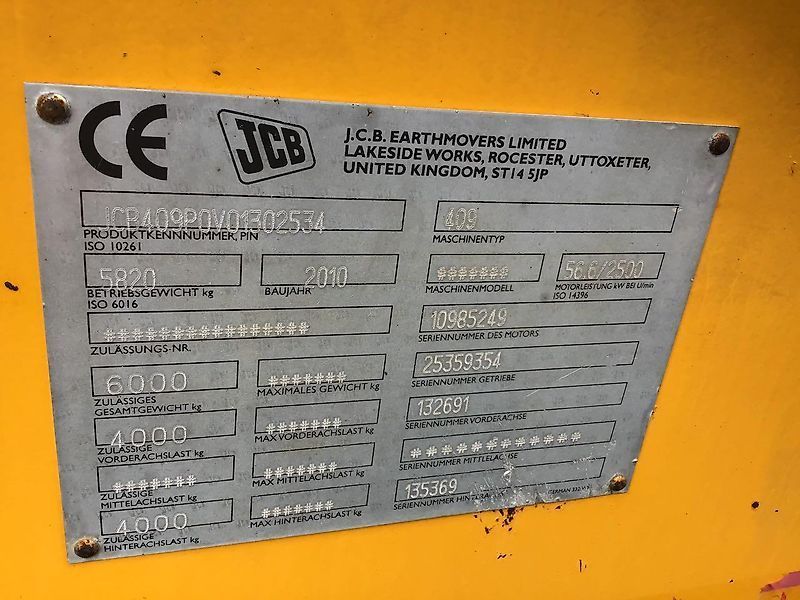 CE
JCB
J.C.B. EARTHMOVERS LIMITED
LAKESIDE WORKS, ROCESTER, UTTOXETER,
UNITED KINGDOM, ST14 5JP
JCB409P0V01302534
PRODUKTKENNNUMMER, PIN
ISO 10261
409
MASCHINENTYP
5820
BETRIEBSGEWICHT kg
ISO 6016
2010
BAUJAHR
*******
MASCHINENMODELL
56.6/2500
MOTORLEISTUNG kW BEI U/min
ISO 14396
****************
ZULÄSSUNGS-NR.
10985249
SERIENNUMMER DES MOTORS
6000
ZULÄSSIGES
GESAMTGEWICHT kg
*******
MAXIMALES GEWICHT kg
25359354
SERIENNUMMER GETRIEBE
4000
ZULÄSSIGE
VORDERACHSLAST kg
*******
MAX VORDERACHSLAST kg
132691
SERIENNUMMER VORDERACHSE
*******
ZULÄSSIGE
MITTELACHSLAST kg
*******
MAX MITTELACHSLAST kg
***********
SERIENNUMMER MITTELACHSE
4000
ZULÄSSIGE
HINTERACHSLAST kg
*******
MAX HINTERACHSLAST kg
135369
SERIENNUMMER
GERMAN